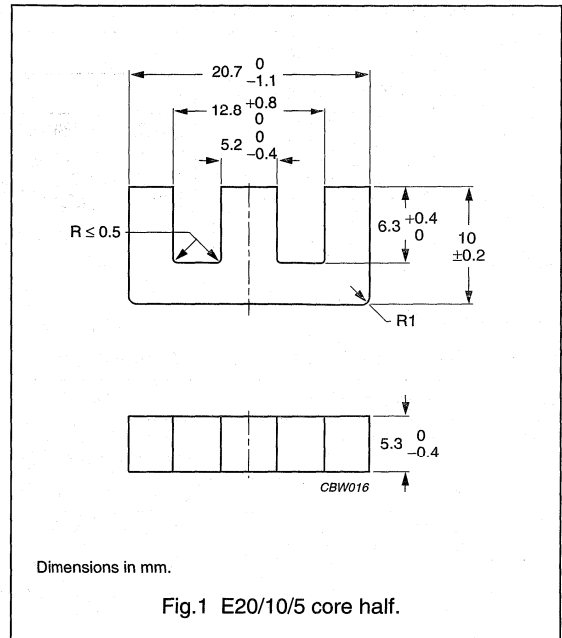 20.7 0 −1.1
12.8 +0.8 0
5.2 0 −0.4
R ≤ 0.5
6.3 +0.4 0
10 ±0.2
R1
5.3 0 −0.4
CBW016
Dimensions in mm.
Fig.1 E20/10/5 core half.